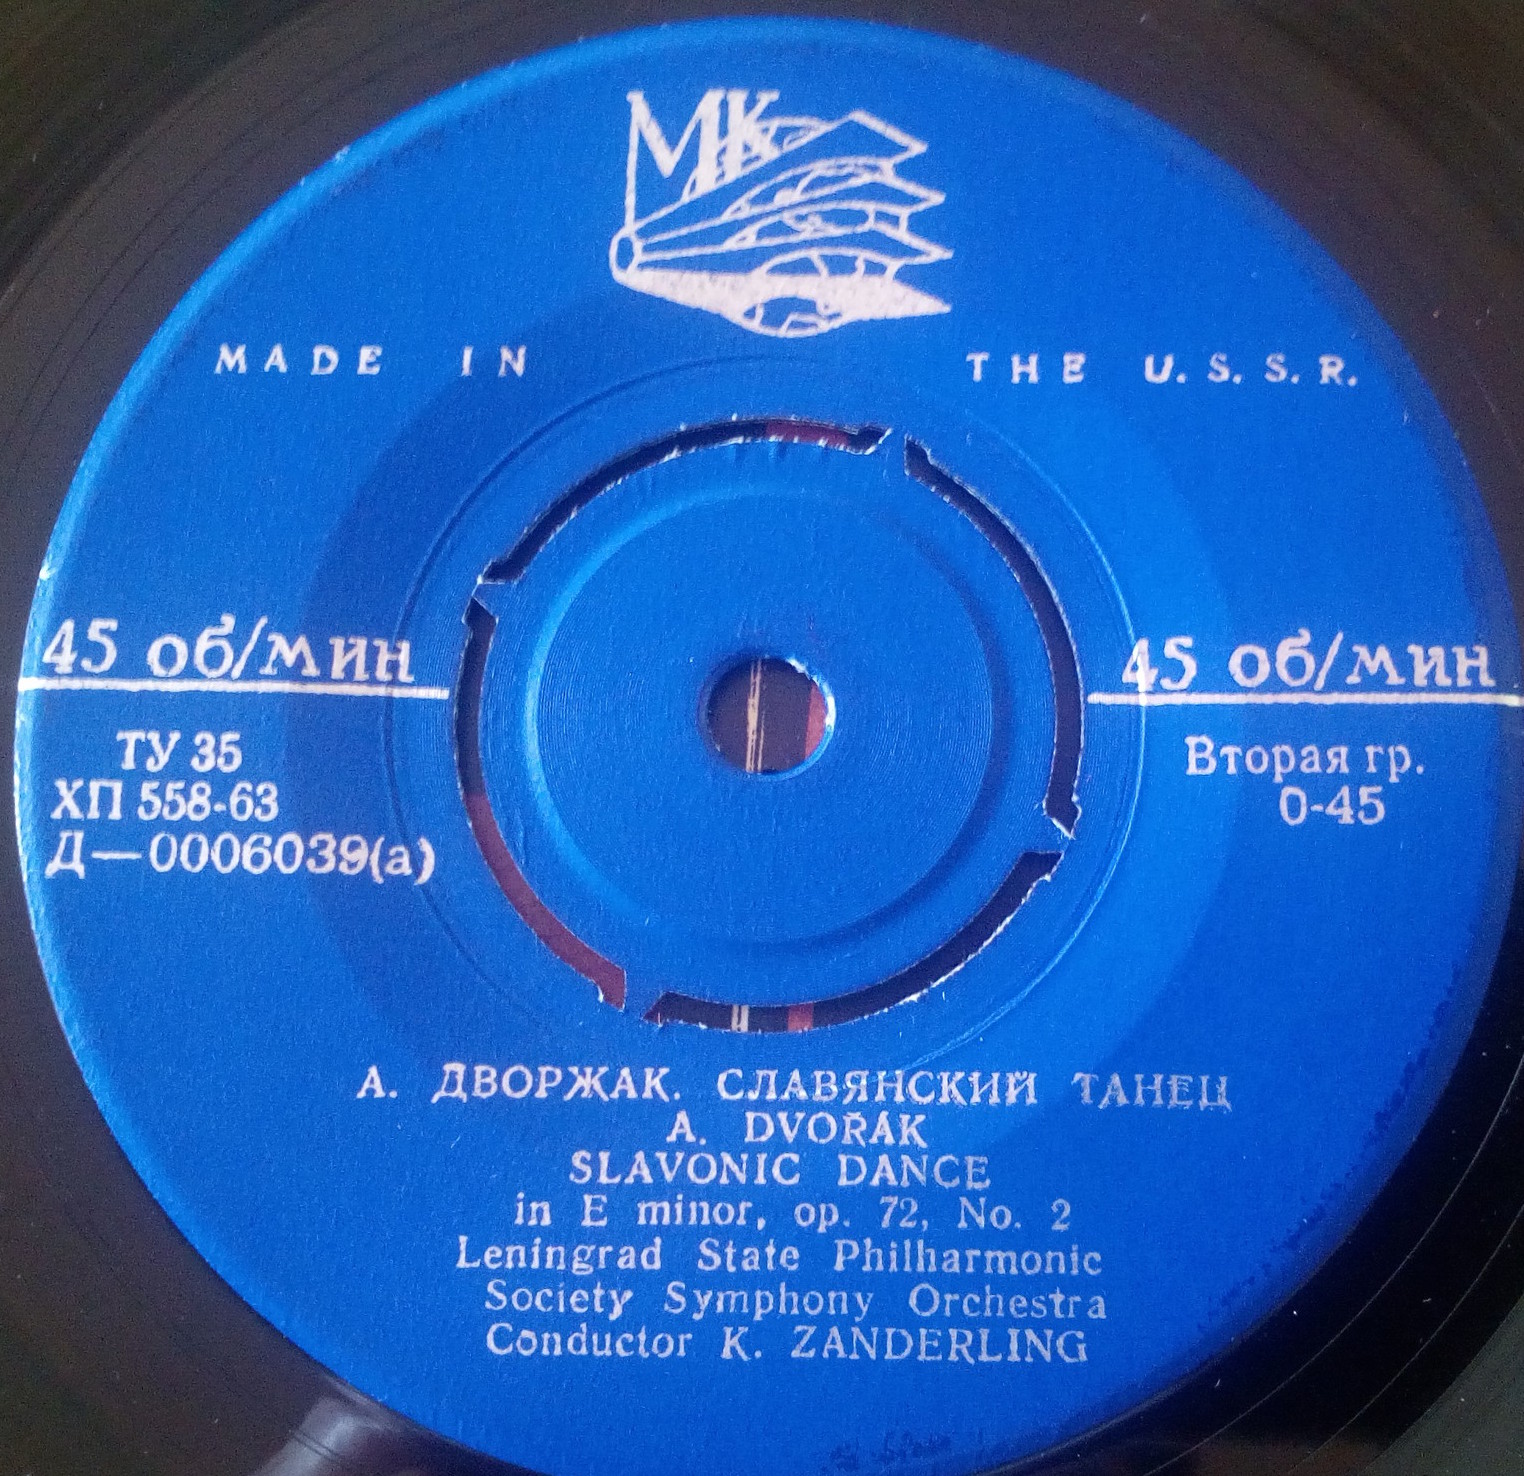 МК
MADE IN THE U.S.S.R.
45 об/мин
45 об/мин
ТУ 35
ХП 558-63
Д—0006039(а)
Вторая гр.
0-45
А. ДВОРЖАК. СЛАВЯНСКИЙ ТАНЕЦ
A. DVOŘÁK
SLAVONIC DANCE
in E minor, op. 72, No. 2
Leningrad State Philharmonic
Society Symphony Orchestra
Conductor K. ZANDERLING